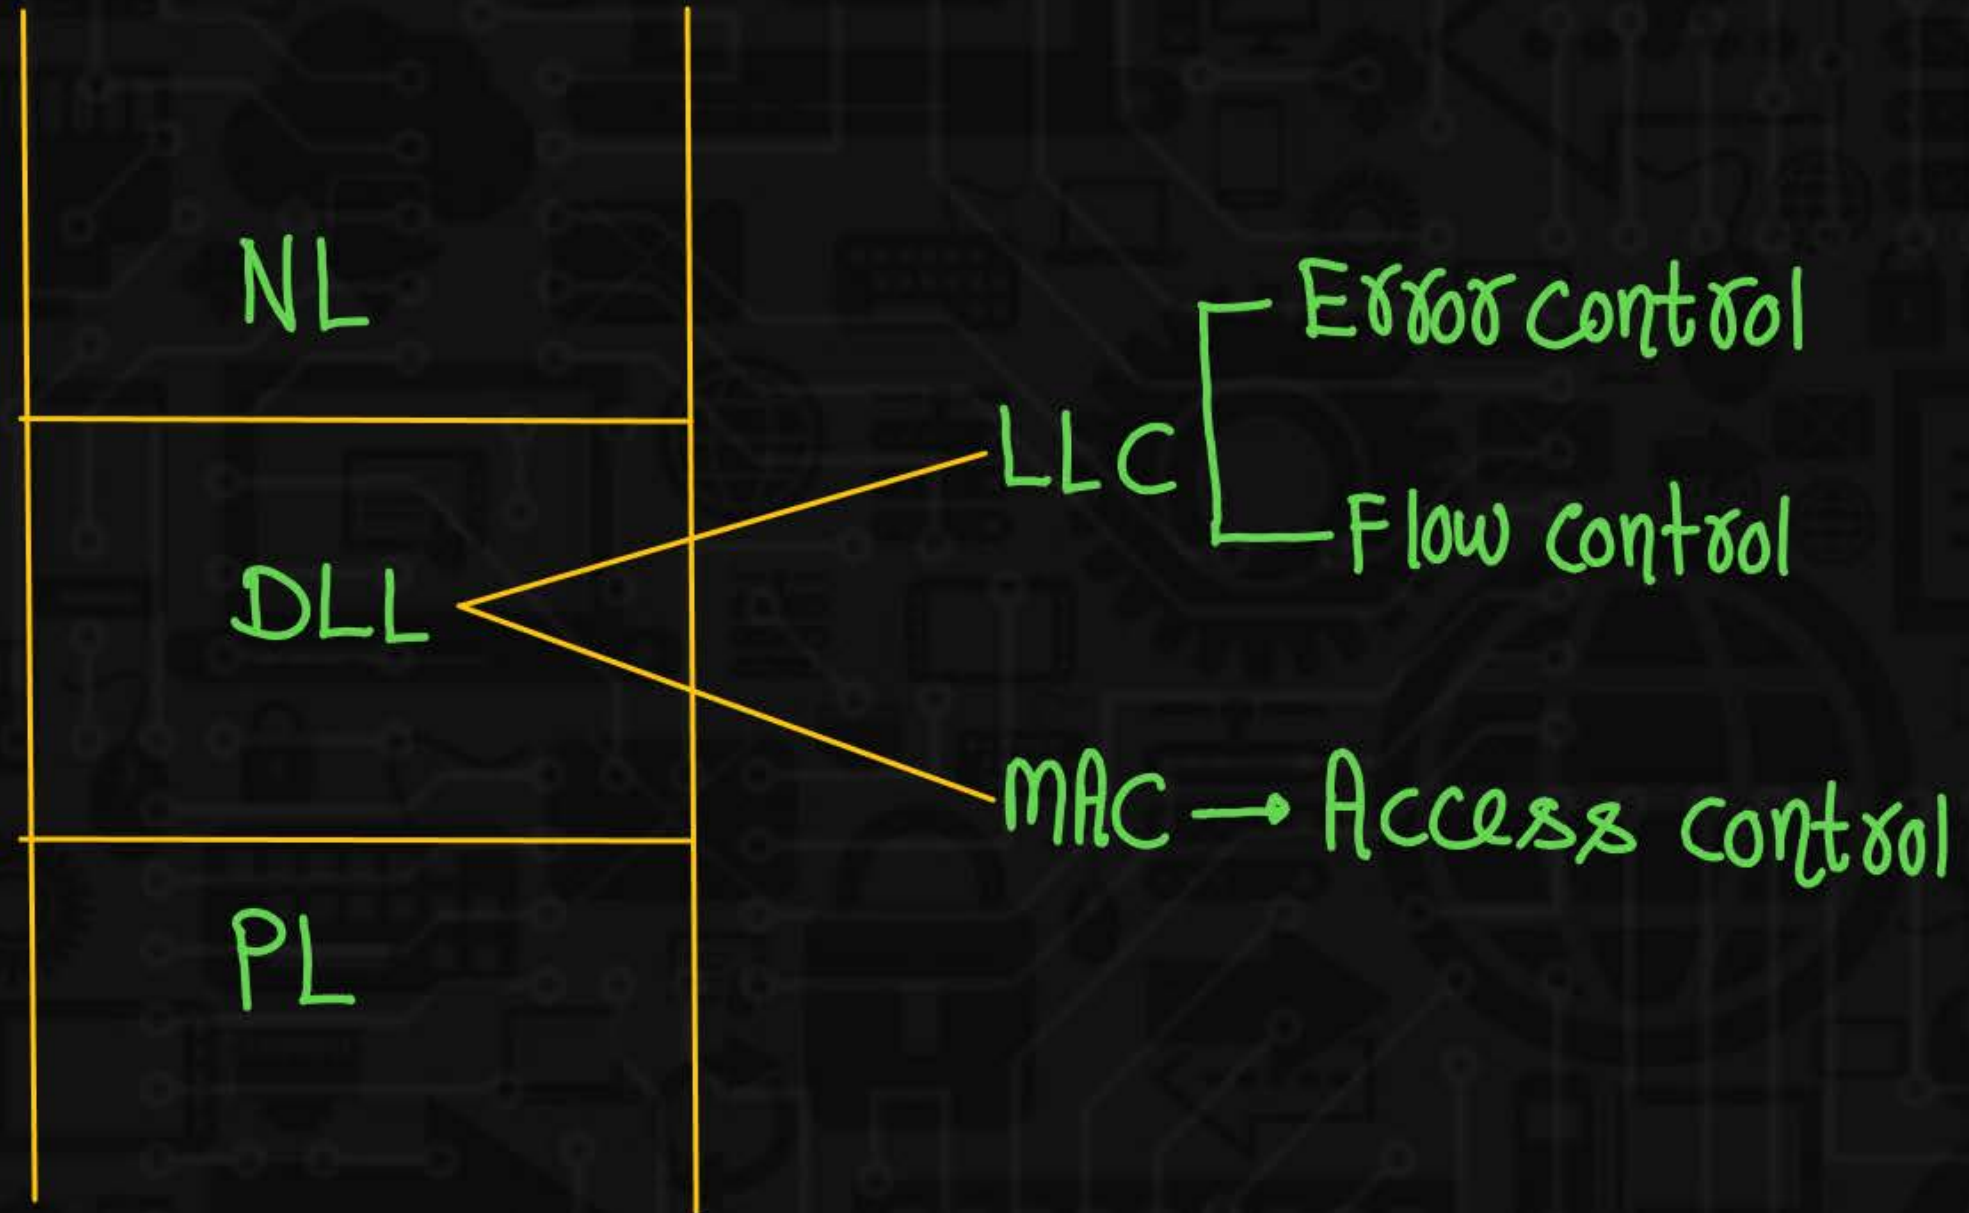 NL
Error control
LLC
Flow control
DLL
MAC → Access control
PL